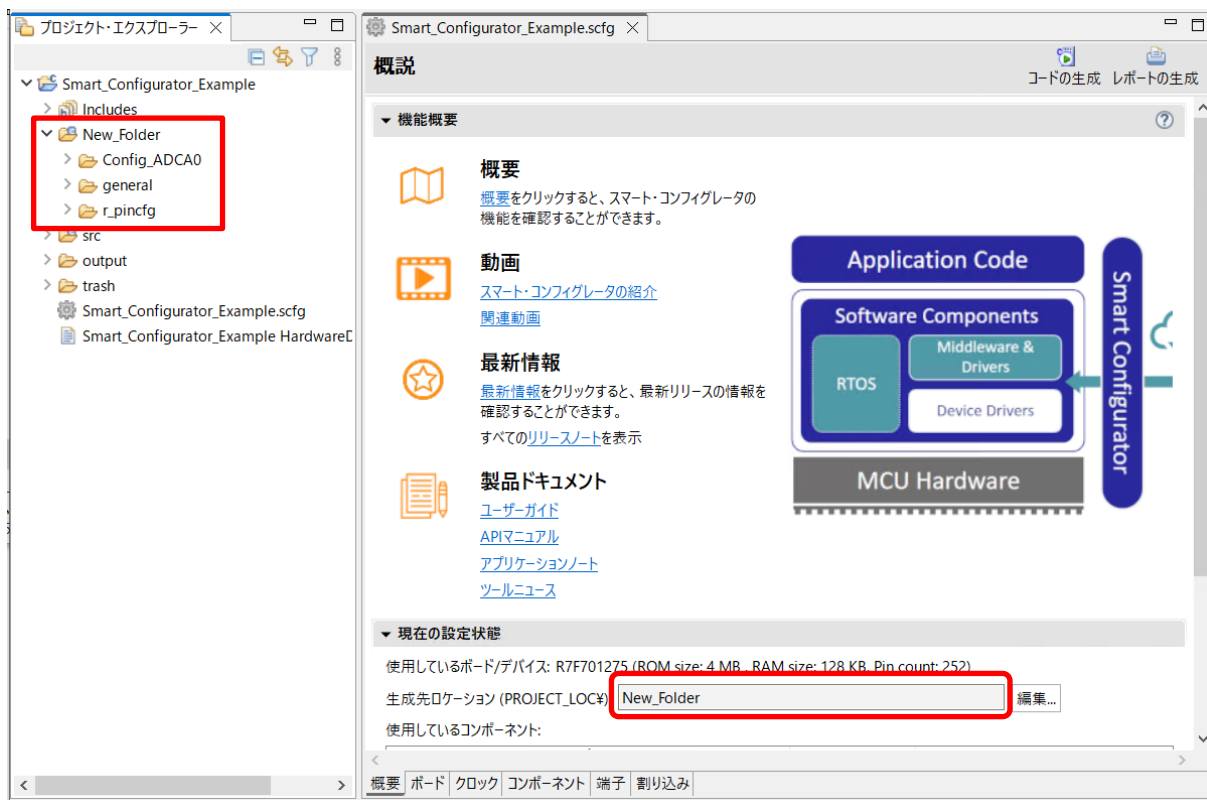 プロジェクト・エクスプローラー
Smart_Configurator_Example
Includes
New_Folder
Config_ADCA0
general
r_pincfg
src
output
trash
Smart_Configurator_Example.scfg
Smart_Configurator_Example
Smart_Configurator_Example.scfg
概説
コードの生成 レポートの生成
機能概要
概要
概要をクリックすると、スマート・コンフィグレータの
機能を確認することができます。
動画
スマート・コンフィグレータの紹介
関連動画
最新情報
最新情報をクリックすると、最新リリースの情報を
確認することができます。
すべてのリリースノートを表示
製品ドキュメント
ユーザーガイド
APIマニュアル
アプリケーションノート
ツールニュース
Application Code
Software Components
RTOS
Middleware &
Drivers
Device Drivers
MCU Hardware
Smart Configurator
現在の設定状態
使用しているボード/デバイス: R7F701275 (ROM size: 4 MB , RAM size: 128 KB, Pin count: 252)
生成先ロケーション (PROJECT_LOC¥) New_Folder 編集...
使用しているコンポーネント:
概要 ボード クロック コンポーネント 端子 割り込み